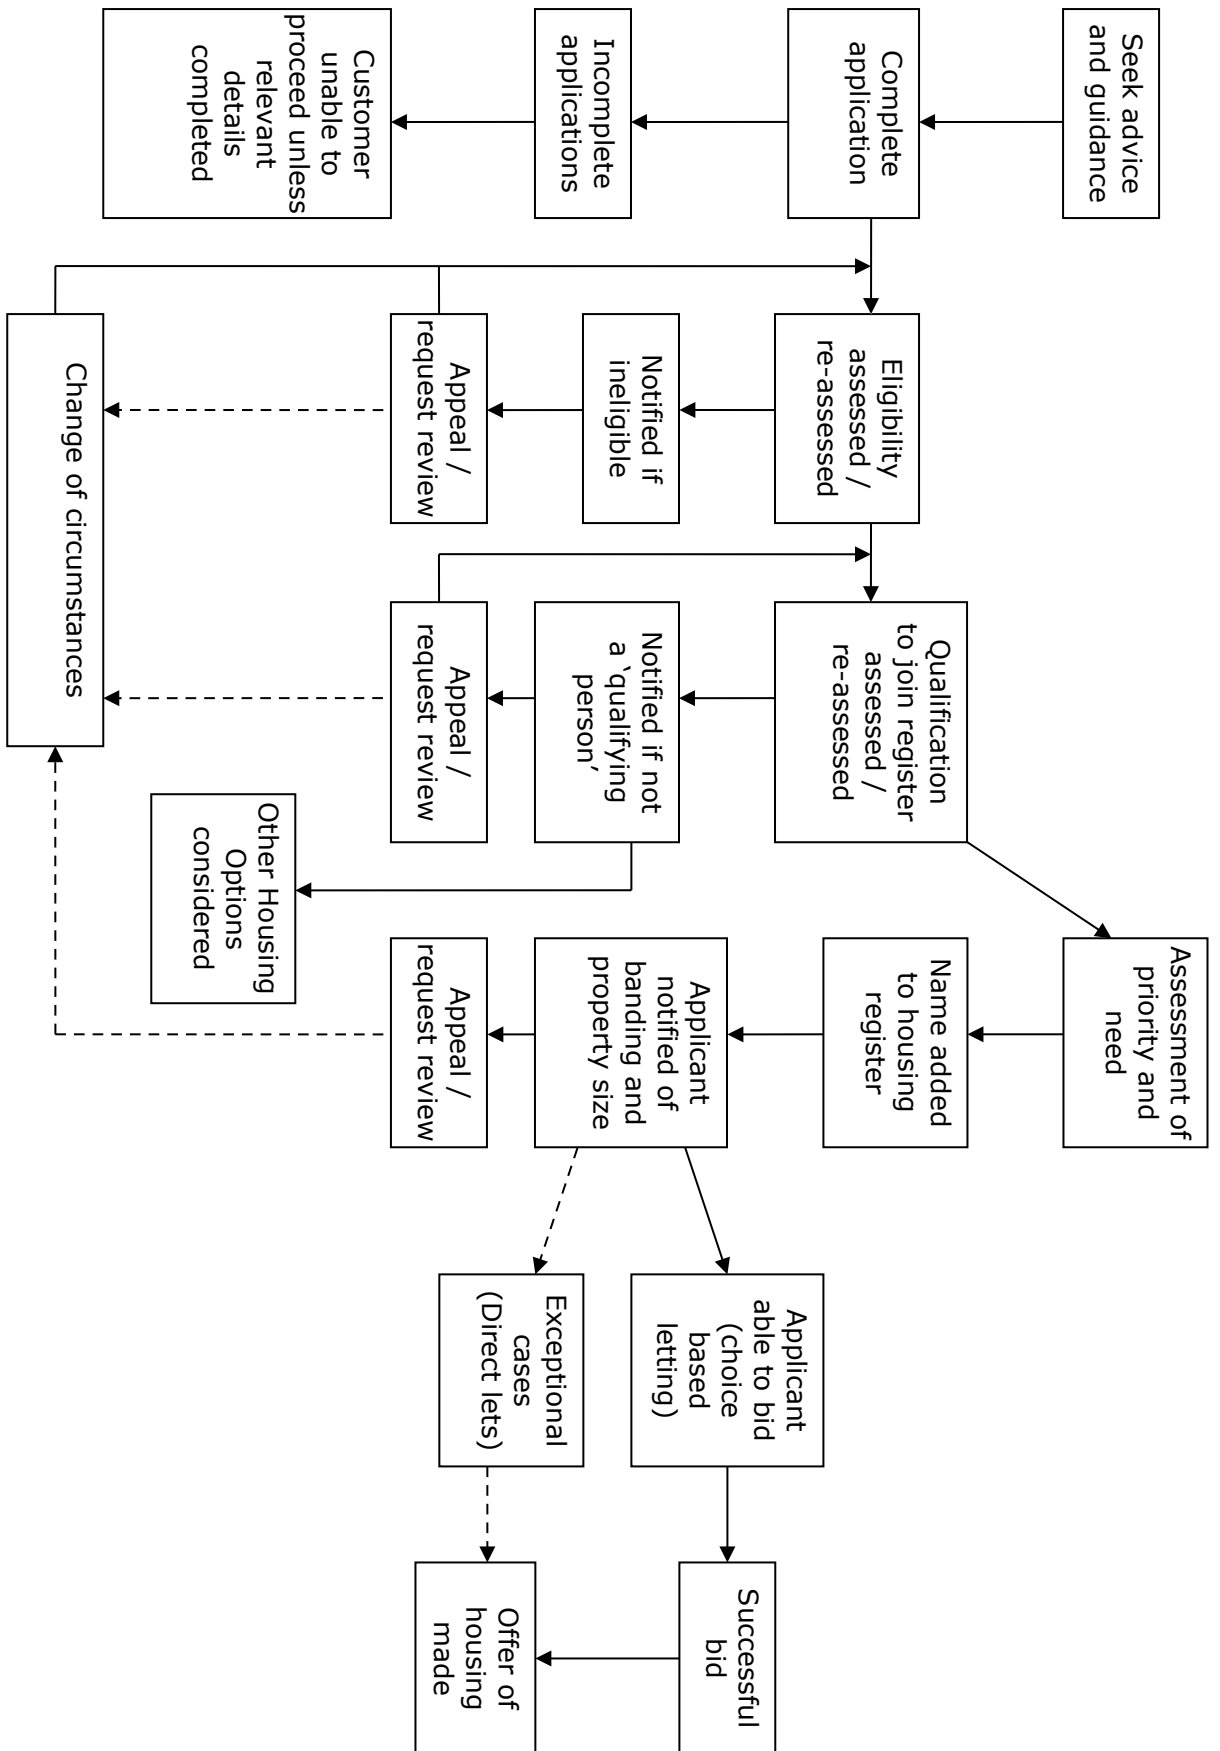 Seek advice
and guidance
Complete
application
Incomplete
applications
Customer
unable to
proceed unless
relevant
details
completed
Eligibility
assessed /
re-assessed
Notified if
ineligible
Appeal /
request review
Change of circumstances
Qualification
to join register
assessed /
re-assessed
Notified if not
a ‘qualifying
person’
Appeal /
request review
Other Housing
Options
considered
Assessment of
priority and
need
Name added
to housing
register
Applicant
notified of
banding and
property size
Appeal /
request review
Applicant
able to bid
(choice
based
letting)
Exceptional
cases
(Direct lets)
Successful
bid
Offer of
housing
made